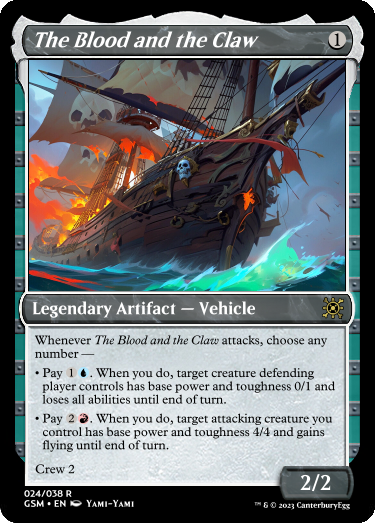 The Blood and the Claw 1
Legendary Artifact — Vehicle
Whenever The Blood and the Claw attacks, choose any
number —
• Pay 1 . When you do, target creature defending
player controls has base power and toughness 0/1 and
loses all abilities until end of turn.
• Pay 2 . When you do, target attacking creature you
control has base power and toughness 4/4 and gains
flying until end of turn.
Crew 2
2/2
024/038 R
GSM • EN Yami-Yami
™ & © 2023 CanterburyEgg